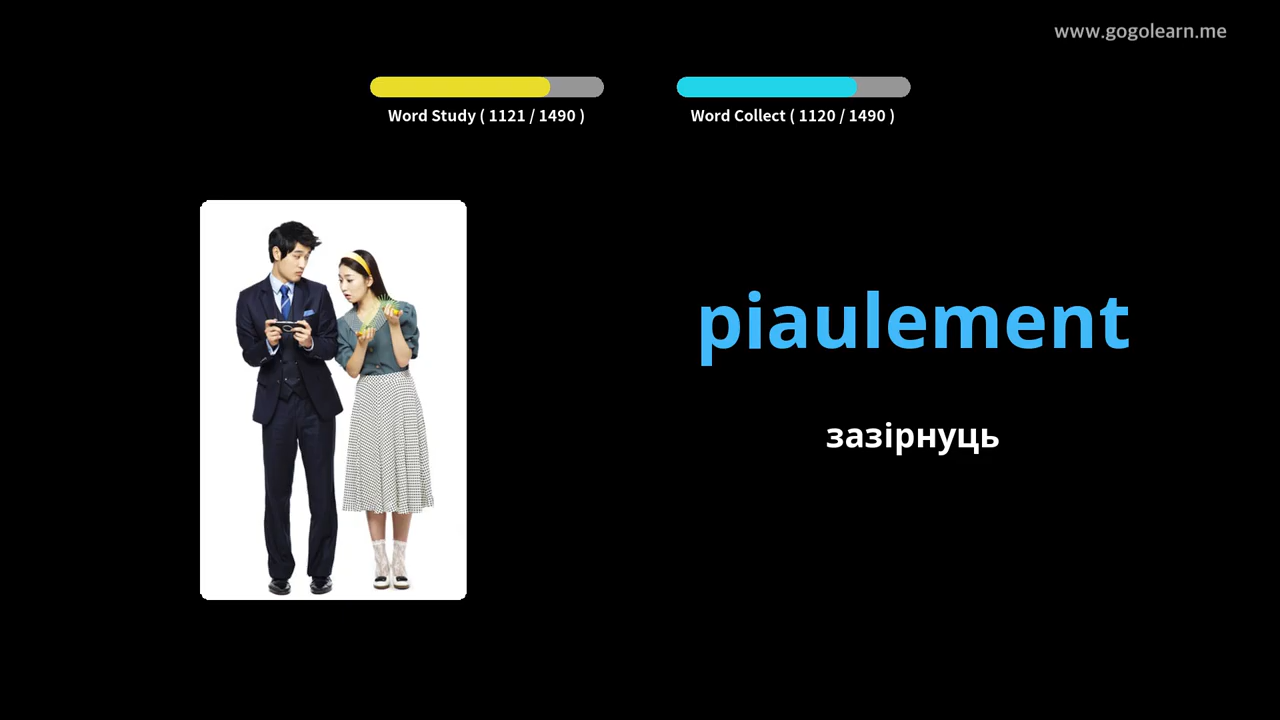 www.gogolearn.me
Word Study ( 1121 / 1490 )
Word Collect ( 1120 / 1490 )
piaulement
зазірнуць